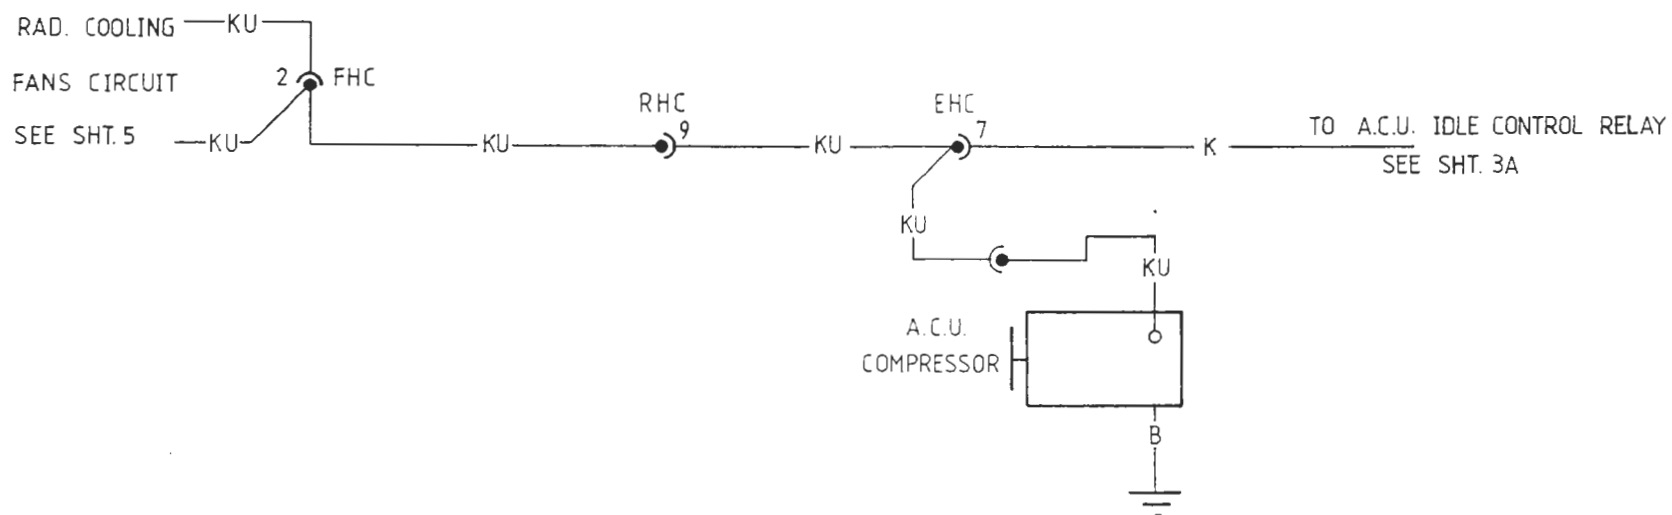 RAD. COOLING
KU
FANS CIRCUIT
2 FHC
SEE SHT. 5
KU
KU
RHC
9
KU
EHC
7
K
TO A.C.U. IDLE CONTROL RELAY
SEE SHT. 3A
KU
KU
A.C.U.
COMPRESSOR
B